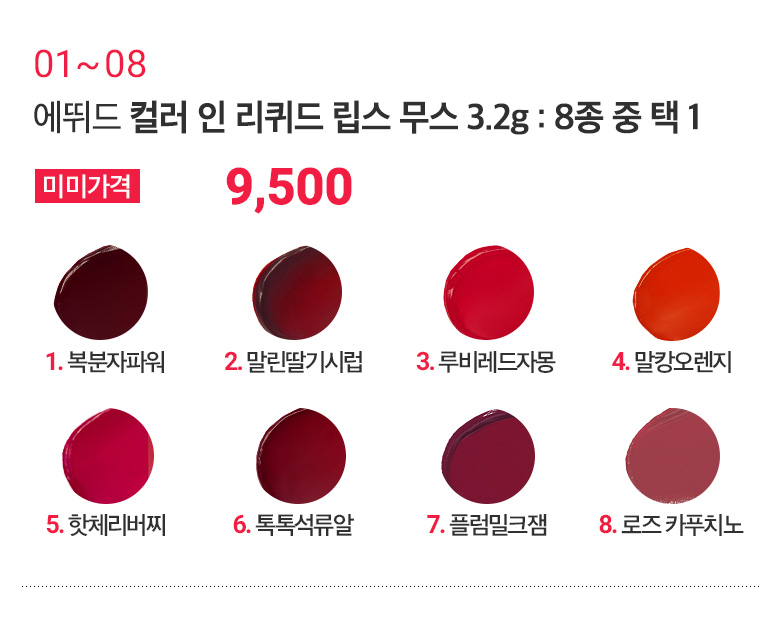 01~08
에뛰드 컬러 인 리퀴드 립스 무스 3.2g : 8종 중 택 1
미미가격 9,500
1. 복분자파워 2. 말린딸기시럽 3. 루비레드자몽 4. 말캉오렌지
5. 핫체리버찌 6. 톡톡석류알 7. 플럼밀크잼 8. 로즈 카푸치노